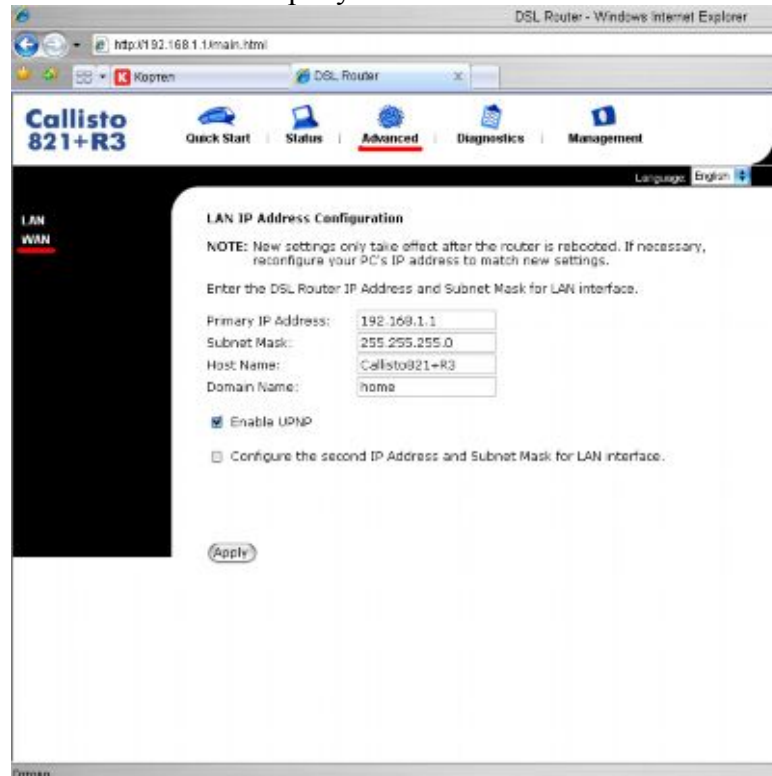 DSL Router - Windows Internet Explorer
http://192.168.1.1/main.html
K Коптел
DSL Router x
Callisto
821+R3
Quick Start | Status | Advanced | Diagnostics | Management
Language: English
LAN
WAN
LAN IP Address Configuration
NOTE: New settings only take effect after the router is rebooted. If necessary,
reconfigure your PC's IP address to match new settings.
Enter the DSL Router IP Address and Subnet Mask for LAN interface.
Primary IP Address: 192.168.1.1
Subnet Mask: 255.255.255.0
Host Name: Callisto821+R3
Domain Name: home
Enable UPNP
Configure the second IP Address and Subnet Mask for LAN interface.
Apply